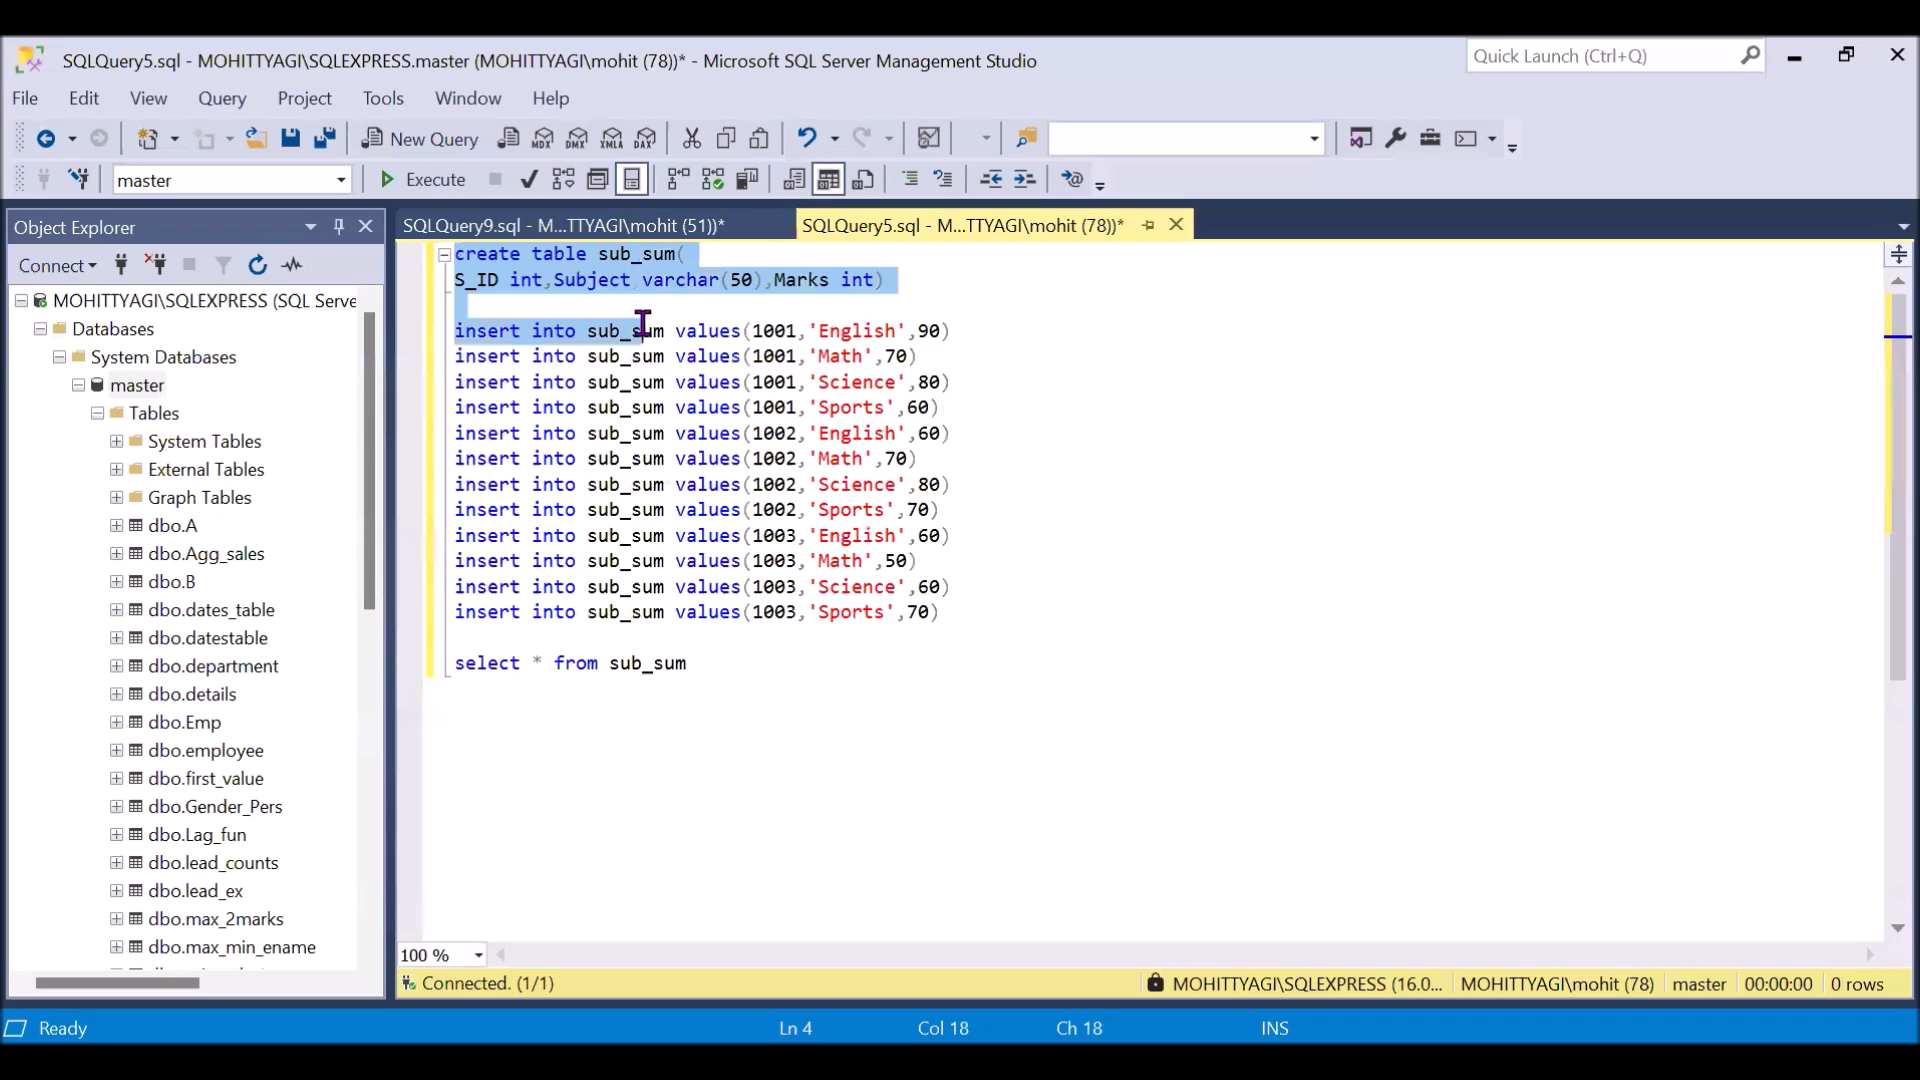 SQLQuery5.sql - MOHITTYAGI\SQLEXPRESS.master (MOHITTYAGI\mohit (78))* - Microsoft SQL Server Management Studio
Quick Launch (Ctrl+Q)
File Edit View Query Project Tools Window Help
New Query MDX DMX XMLA DAX
master Execute
Object Explorer
Connect
MOHITTYAGI\SQLEXPRESS (SQL Serve
Databases
System Databases
master
Tables
System Tables
External Tables
Graph Tables
dbo.A
dbo.Agg_sales
dbo.B
dbo.dates_table
dbo.datestable
dbo.department
dbo.details
dbo.Emp
dbo.employee
dbo.first_value
dbo.Gender_Pers
dbo.Lag_fun
dbo.lead_counts
dbo.lead_ex
dbo.max_2marks
dbo.max_min_ename
SQLQuery9.sql - M...TTYAGI\mohit (51))* SQLQuery5.sql - M...TTYAGI\mohit (78))*
create table sub_sum(
S_ID int,Subject varchar(50),Marks int)
insert into sub_sum values(1001,'English',90)
insert into sub_sum values(1001,'Math',70)
insert into sub_sum values(1001,'Science',80)
insert into sub_sum values(1001,'Sports',60)
insert into sub_sum values(1002,'English',60)
insert into sub_sum values(1002,'Math',70)
insert into sub_sum values(1002,'Science',80)
insert into sub_sum values(1002,'Sports',70)
insert into sub_sum values(1003,'English',60)
insert into sub_sum values(1003,'Math',50)
insert into sub_sum values(1003,'Science',60)
insert into sub_sum values(1003,'Sports',70)
select * from sub_sum
100 %
Connected. (1/1) MOHITTYAGI\SQLEXPRESS (16.0... MOHITTYAGI\mohit (78) master 00:00:00 0 rows
Ready Ln 4 Col 18 Ch 18 INS